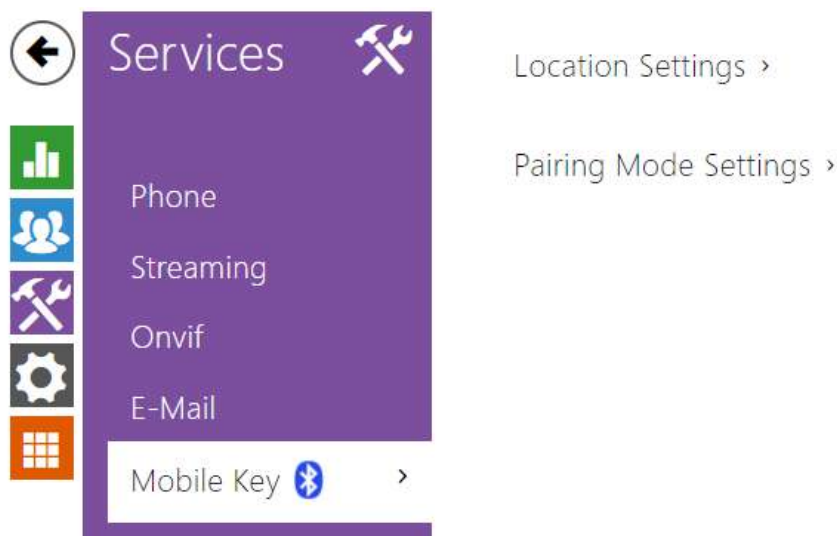 Services
Phone
Streaming
Onvif
E-Mail
Mobile Key
Location Settings
Pairing Mode Settings